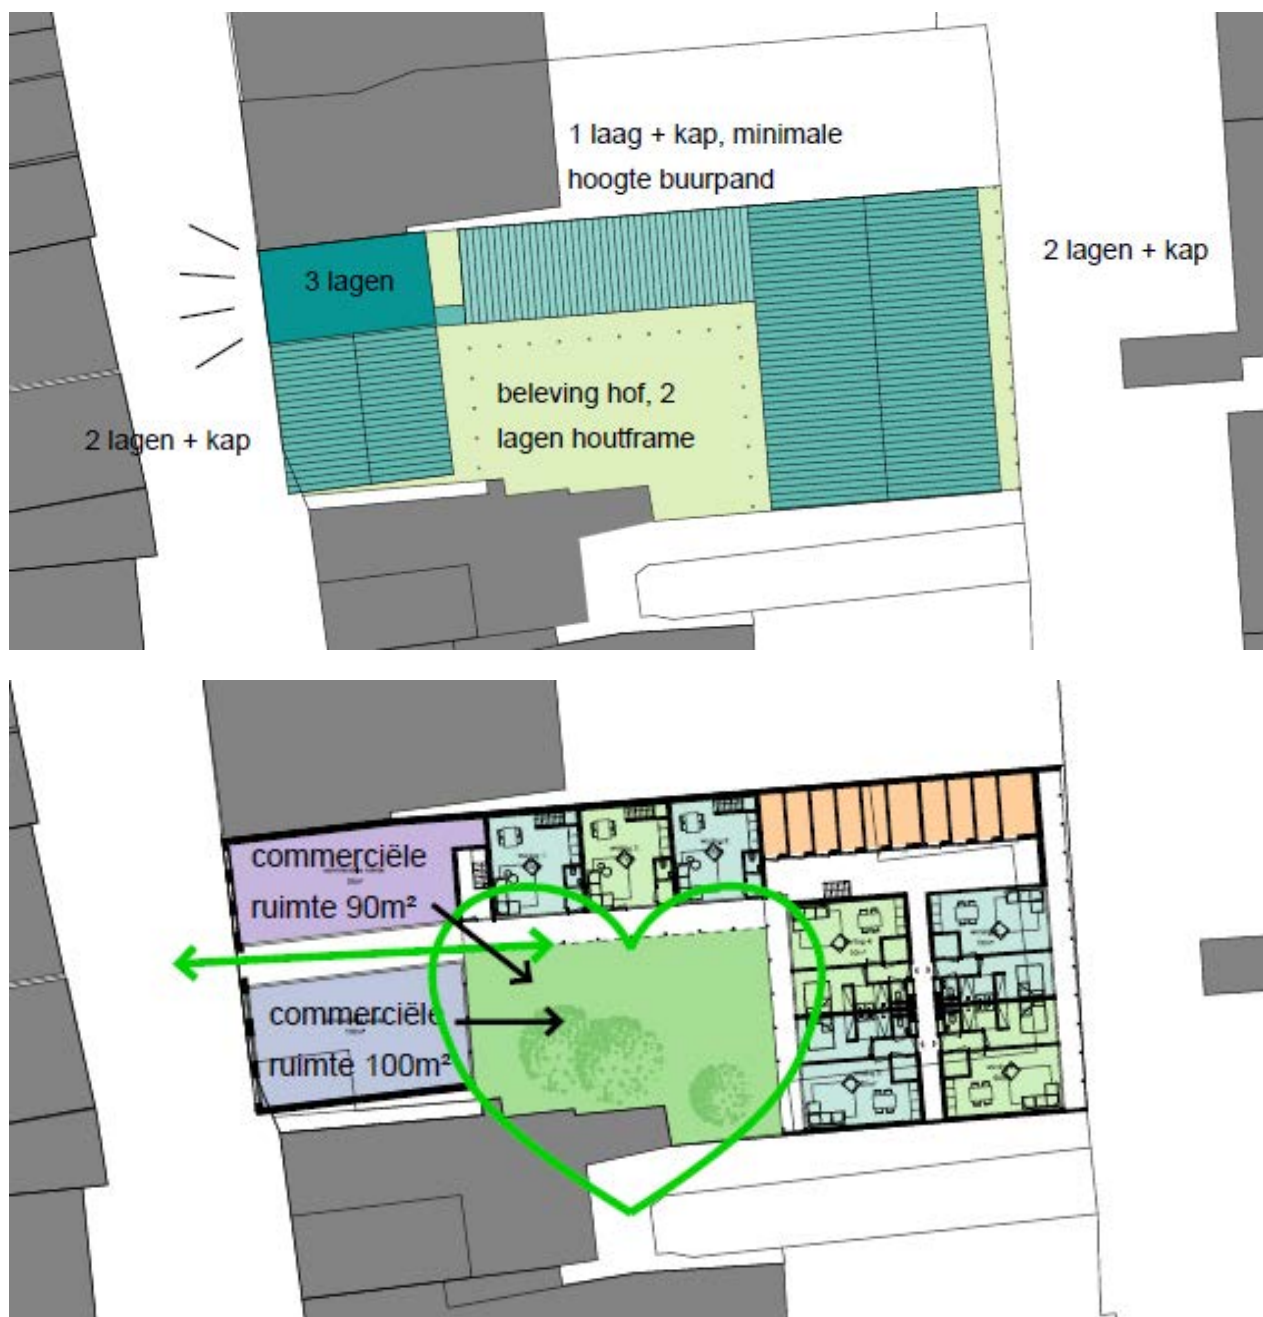 1 laag + kap, minimale
hoogte buurpand
3 lagen
2 lagen + kap
beleving hof, 2
lagen houtframe
2 lagen + kap
commerciële
ruimte 90m²
commerciële
ruimte 100m²